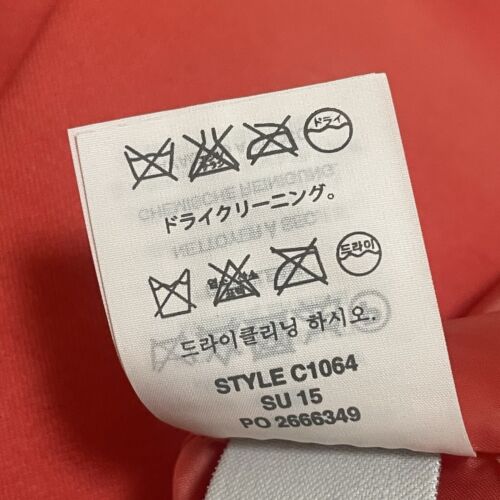 ドライ
ドライクリーニング。
드라이
드라이클리닝 하시오.
STYLE C1064
SU 15
PO 2666349